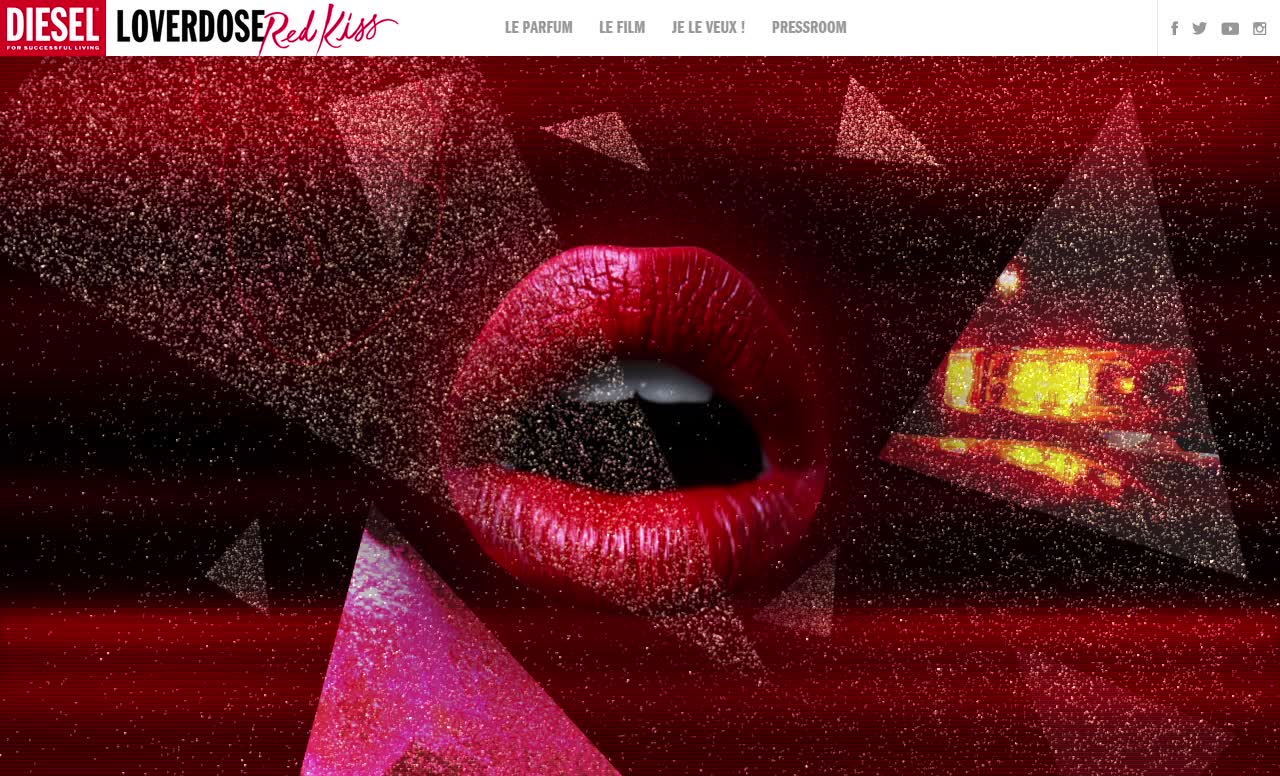 DIESEL
FOR SUCCESSFUL LIVING
LOVERDOSE Red Kiss
LE PARFUM LE FILM JE LE VEUX ! PRESSROOM